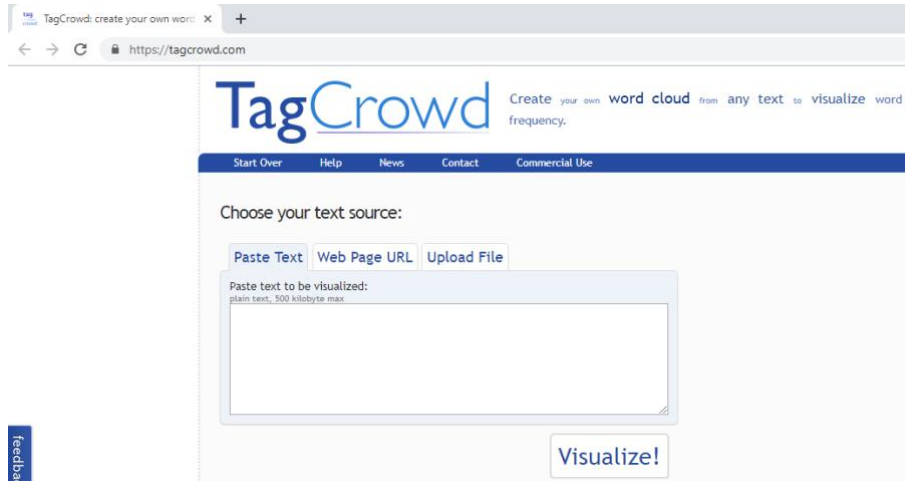 TagCrowd: create your own word
https://tagcrowd.com
TagCrowd
Create your own word cloud from any text to visualize word
frequency.
Start Over Help News Contact Commercial Use
Choose your text source:
Paste Text Web Page URL Upload File
Paste text to be visualized:
plain text, 500 kilobyte max
Visualize!